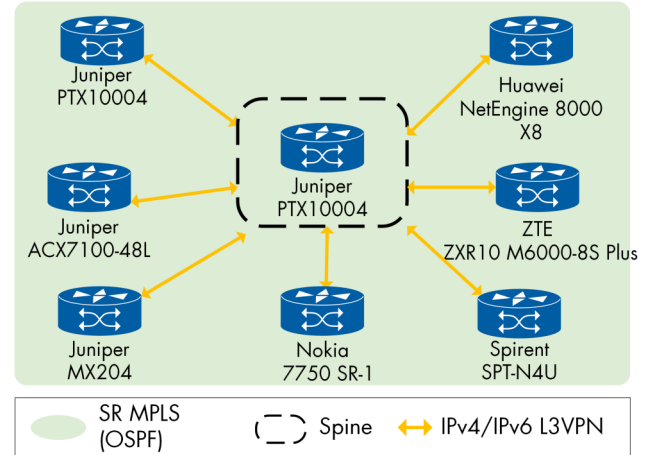 Juniper
PTX10004
Huawei
NetEngine 8000
X8
Juniper
PTX10004
Juniper
ACX7100-48L
ZTE
ZXR10 M6000-8S Plus
Juniper
MX204
Nokia
7750 SR-1
Spirent
SPT-N4U
SR MPLS
(OSPF)
Spine
IPv4/IPv6 L3VPN